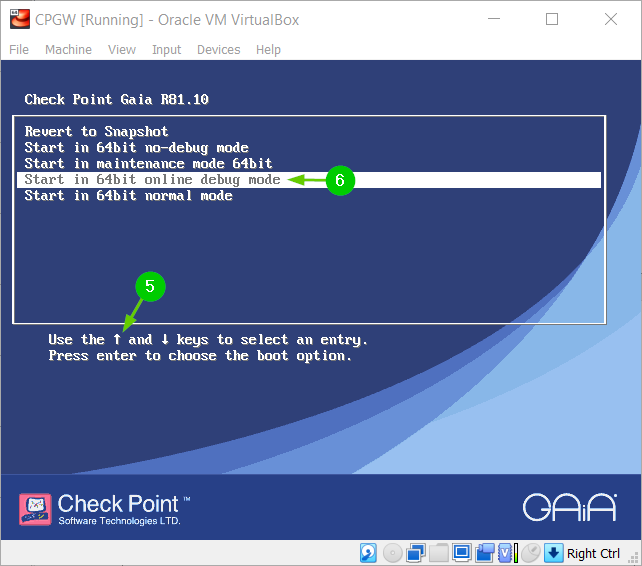 CPGW [Running] - Oracle VM VirtualBox
File Machine View Input Devices Help
Check Point Gaia R81.10
Revert to Snapshot
Start in 64bit no-debug mode
Start in maintenance mode 64bit
Start in 64bit online debug mode 6
Start in 64bit normal mode
5
Use the ↑ and ↓ keys to select an entry.
Press enter to choose the boot option.
Check Point™
Software Technologies LTD.
GAiA
V
Right Ctrl